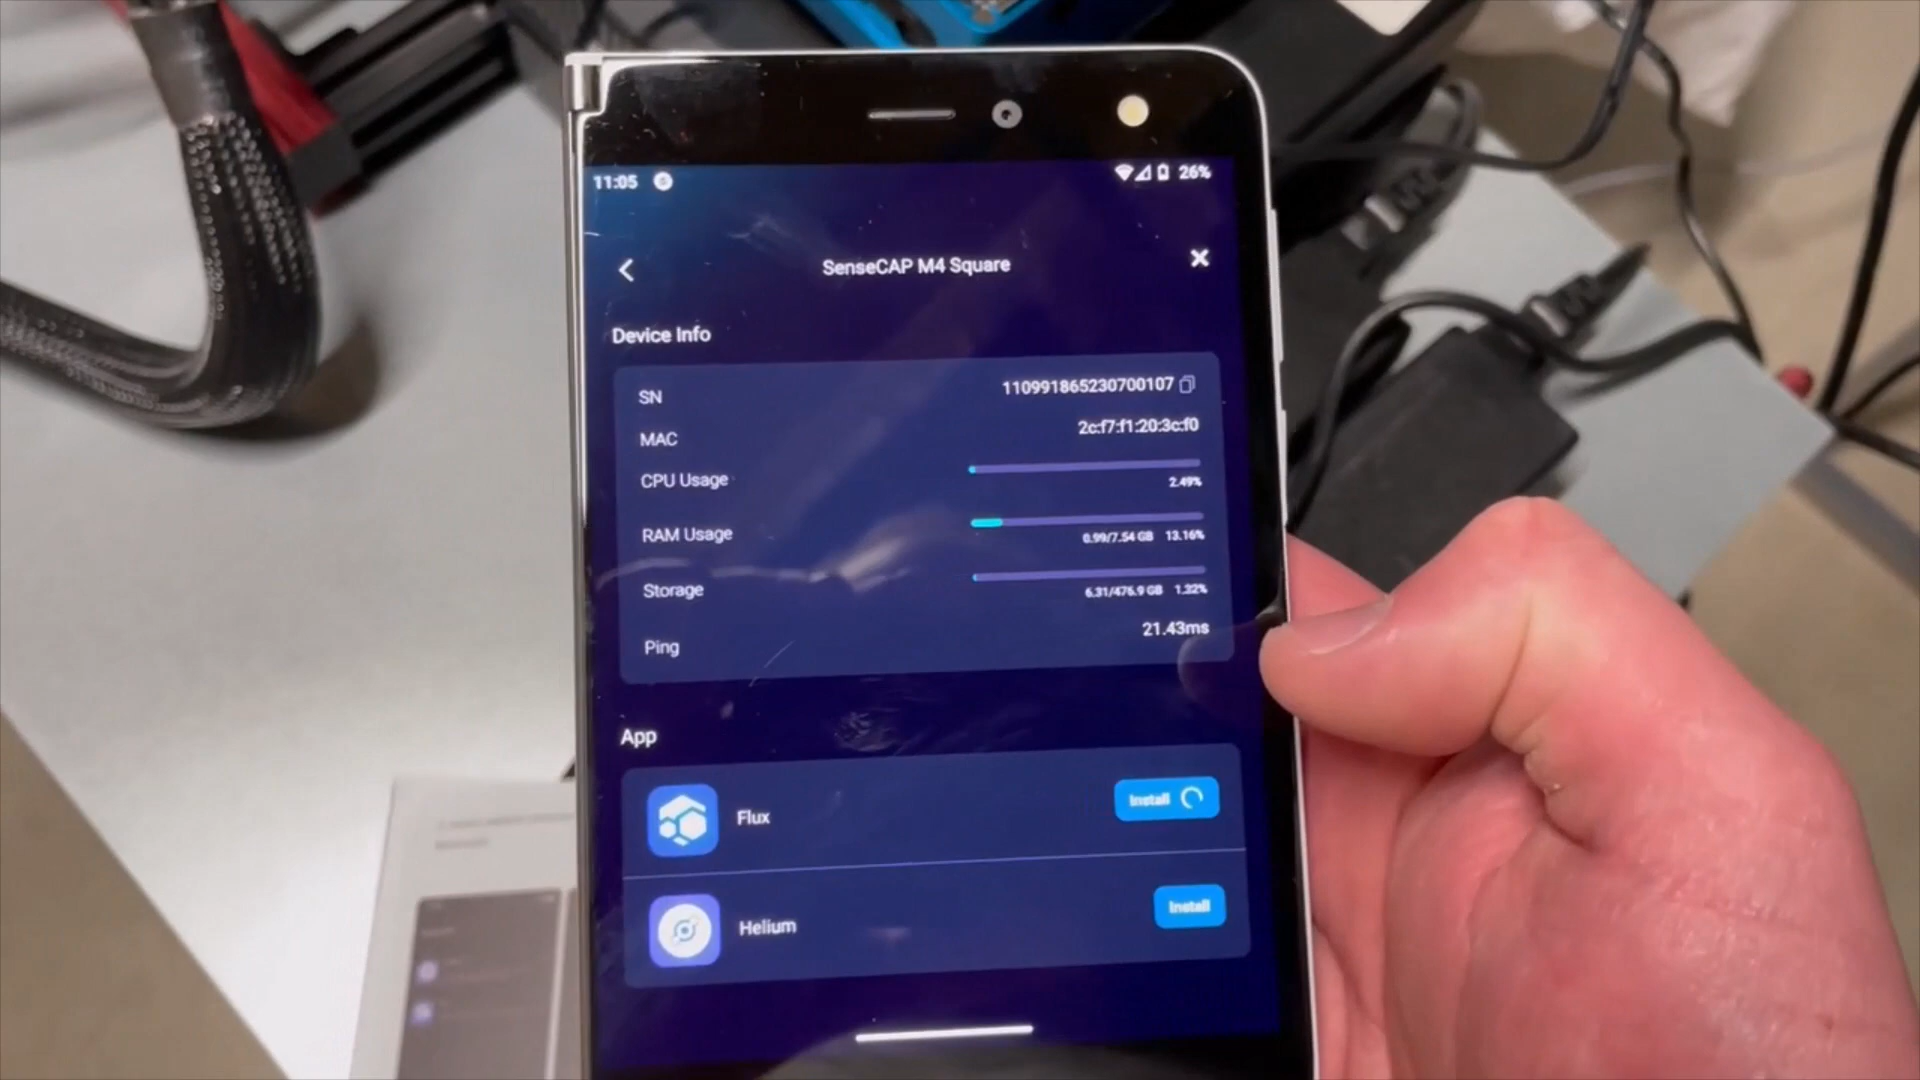 11:05 26%
SenseCAP M4 Square
Device Info
SN 110991865230700107
MAC 2c:f7:f1:20:3c:f0
CPU Usage
2.49%
RAM Usage
0.99/7.54 GB 13.16%
Storage
6.31/476.9 GB 1.32%
Ping 21.43ms
App
Flux Install
Helium Install